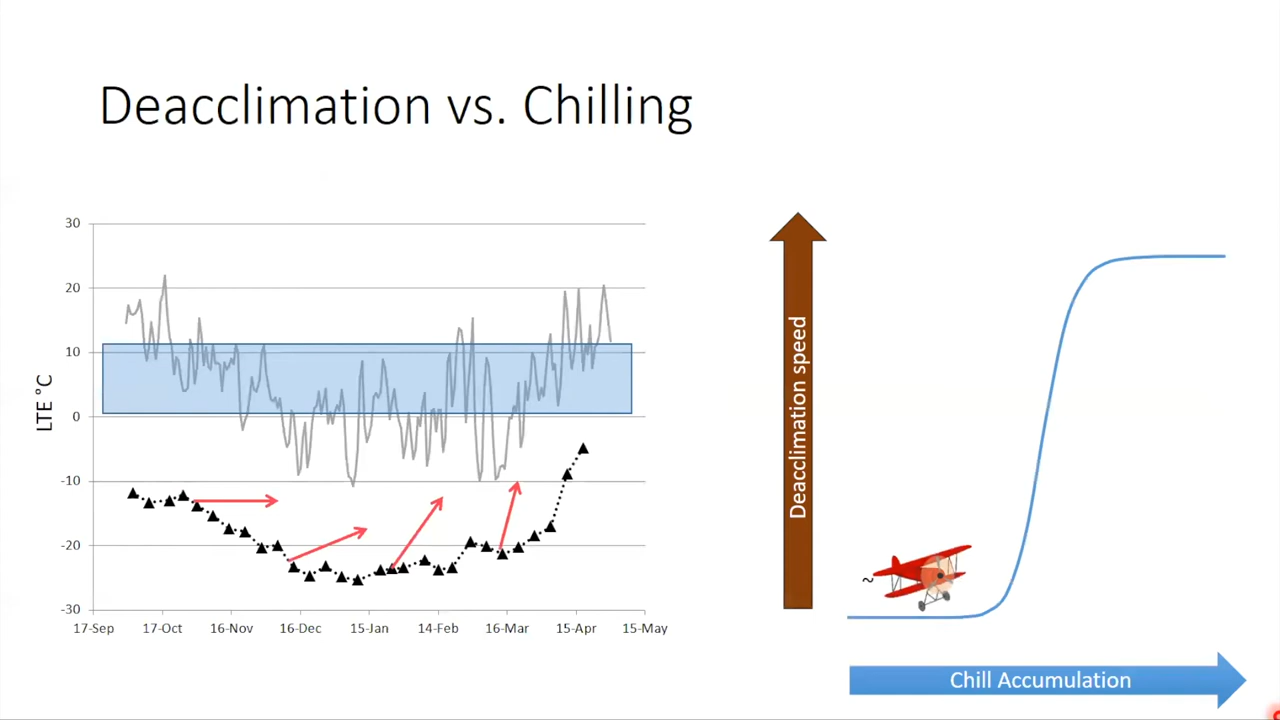 Deacclimation vs. Chilling
LTE °C
30
20
10
0
-10
-20
-30
17-Sep 17-Oct 16-Nov 16-Dec 15-Jan 14-Feb 16-Mar 15-Apr 15-May
Deacclimation speed
~
Chill Accumulation